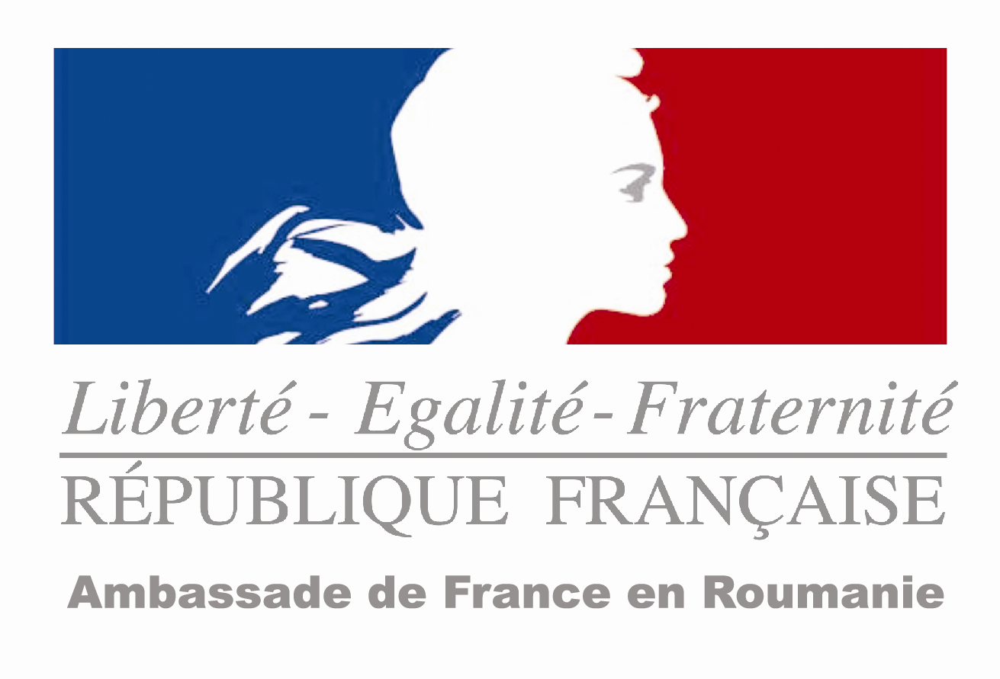 Liberté - Egalité - Fraternité
RÉPUBLIQUE FRANÇAISE
Ambassade de France en Roumanie